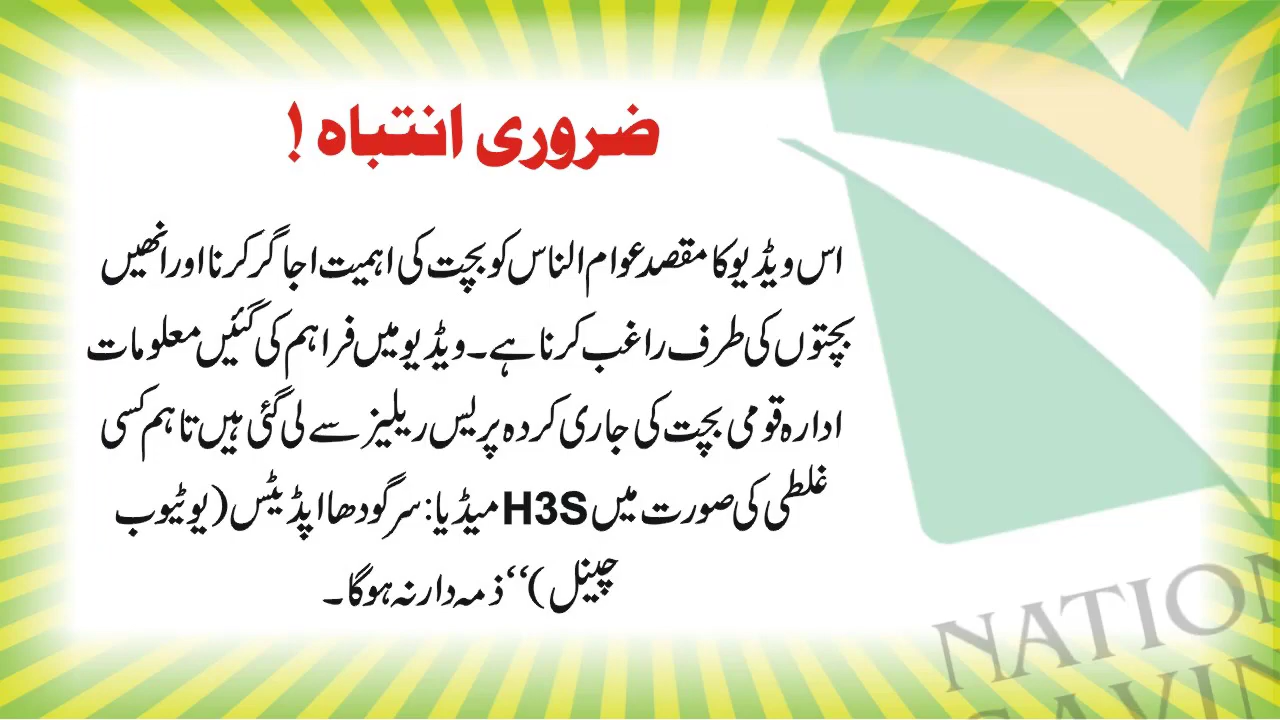 ضروری انتباہ !
اس ویڈیو کا مقصد عوام الناس کو بچت کی اہمیت اجاگر کرنا اور انھیں
بچتوں کی طرف راغب کرنا ہے۔ ویڈیو میں فراہم کی گئیں معلومات
ادارہ قومی بچت کی جاری کردہ پریس ریلیز سے لی گئی ہیں تاہم کسی
غلطی کی صورت میں H3S میڈیا: سرگودھا اپڈیٹس (یوٹیوب
چینل)‘‘ ذمہ دار نہ ہوگا۔
NATION
SAVIN